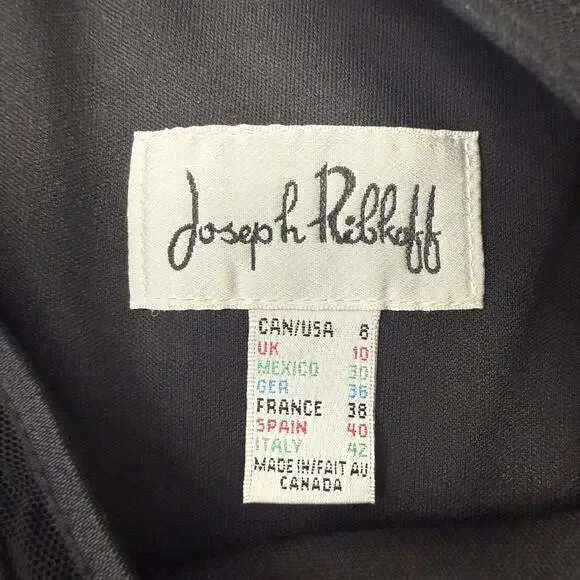 Joseph Ribkoff
CAN/USA 8
UK 10
MEXICO 30
GER 36
FRANCE 38
SPAIN 40
ITALY 42
MADE IN/FAIT AU
CANADA